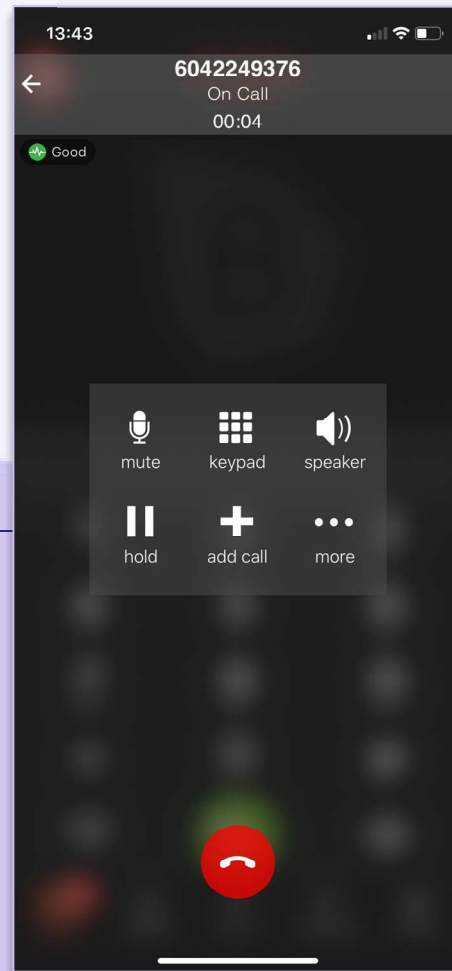 13:43
6042249376
On Call
00:04
Good
mute keypad speaker
hold add call more